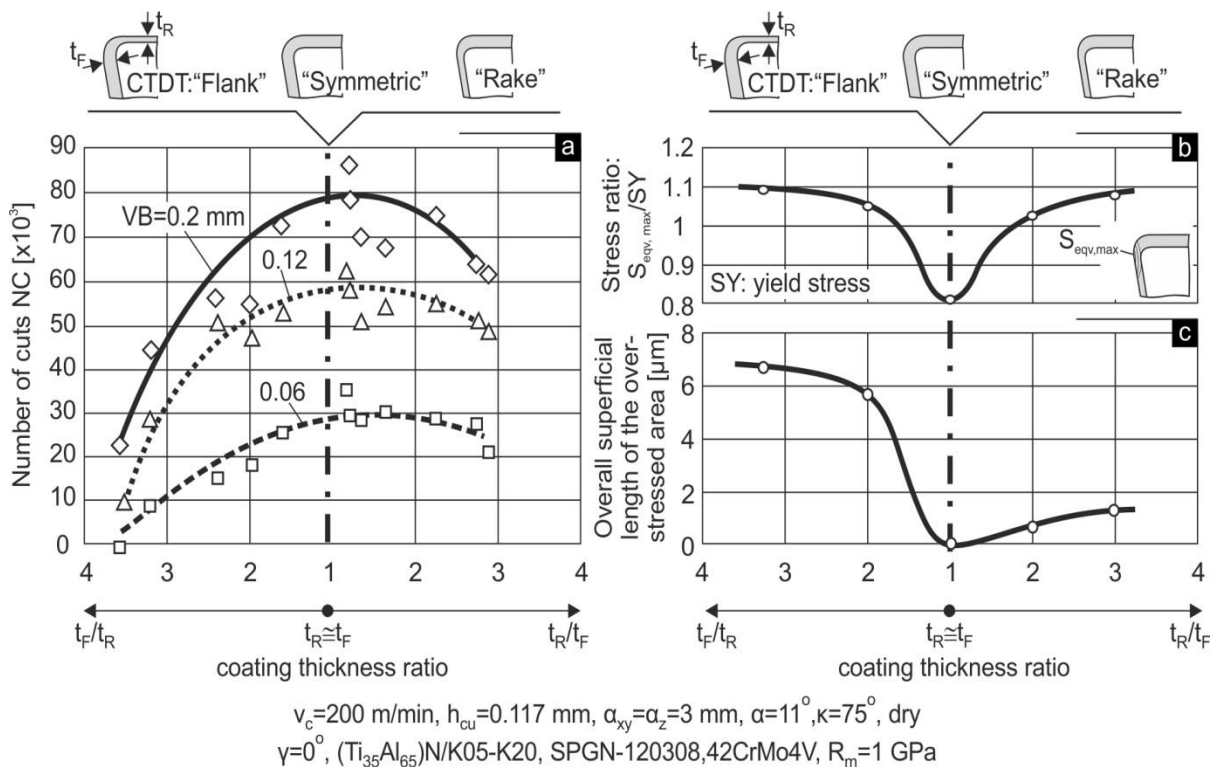 t_R
t_F
CTDT:"Flank"
"Symmetric"
"Rake"
a
Number of cuts NC [x10³]
90
80
70
60
50
40
30
20
10
0
VB=0.2 mm
0.12
0.06
4 3 2 1 2 3 4
t_F/t_R
t_R≅t_F
t_R/t_F
coating thickness ratio
t_R
t_F
CTDT:"Flank"
"Symmetric"
"Rake"
b
Stress ratio:
S_eqv, max/SY
1.2
1.1
1
0.9
0.8
SY: yield stress
S_eqv,max
c
Overall superficial
length of the over-
stressed area [µm]
8
6
4
2
0
4 3 2 1 2 3 4
t_F/t_R
t_R≅t_F
t_R/t_F
coating thickness ratio
v_c=200 m/min, h_cu=0.117 mm, α_xy=α_z=3 mm, α=11°,κ=75°, dry
γ=0°, (Ti₃₅Al₆₅)N/K05-K20, SPGN-120308,42CrMo4V, R_m=1 GPa